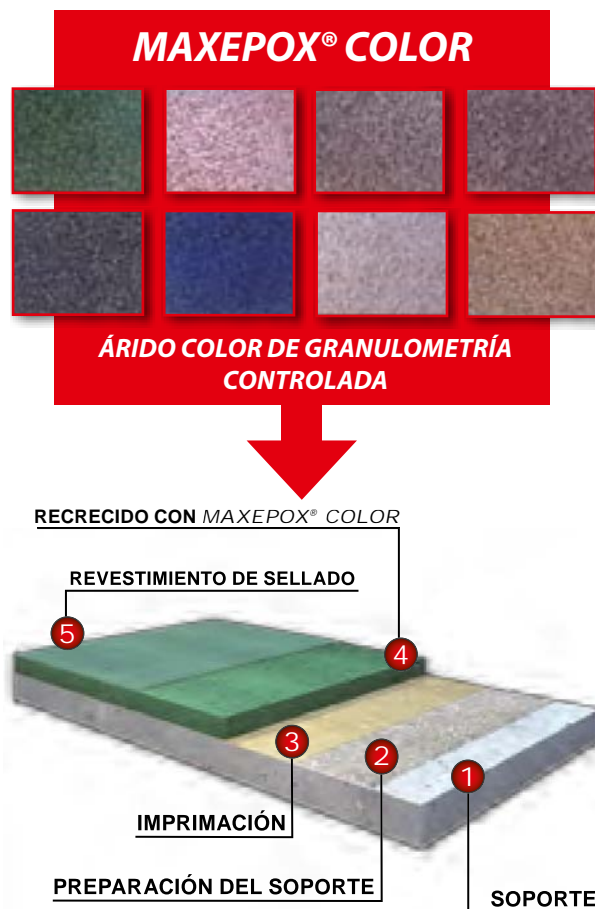 MAXEPOX® COLOR
ÁRIDO COLOR DE GRANULOMETRÍA
CONTROLADA
RECRECIDO CON MAXEPOX® COLOR
REVESTIMIENTO DE SELLADO
5
4
3
2
1
IMPRIMACIÓN
PREPARACIÓN DEL SOPORTE
SOPORTE